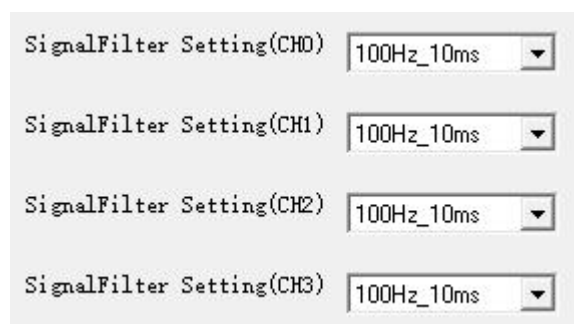 SignalFilter Setting(CH0) 100Hz_10ms
SignalFilter Setting(CH1) 100Hz_10ms
SignalFilter Setting(CH2) 100Hz_10ms
SignalFilter Setting(CH3) 100Hz_10ms